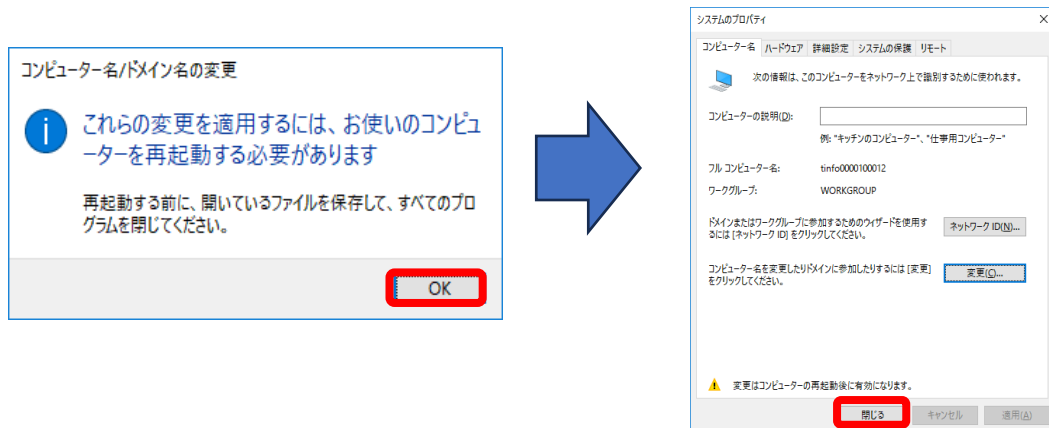 コンピューター名/ドメイン名の変更
これらの変更を適用するには、お使いのコンピュ
ーターを再起動する必要があります
再起動する前に、開いているファイルを保存して、すべてのプロ
グラムを閉じてください。
OK
システムのプロパティ
コンピューター名 ハードウェア 詳細設定 システムの保護 リモート
次の情報は、このコンピューターをネットワーク上で識別するために使われます。
コンピューターの説明(D):
例: "キッチンのコンピューター"、"仕事用コンピューター"
フル コンピューター名: tinfo0000100012
ワークグループ: WORKGROUP
ドメインまたはワークグループに参加するためのウィザードを使用す
るには [ネットワーク ID] をクリックしてください。
ネットワーク ID(N)...
コンピューター名を変更したりドメインに参加したりするには [変更]
をクリックしてください。
変更(C)...
変更はコンピューターの再起動後に有効になります。
閉じる キャンセル 適用(A)